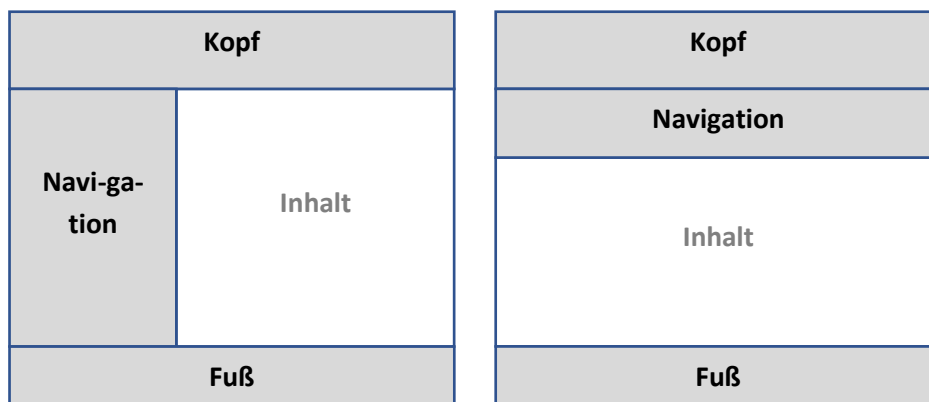 Kopf
Navi-ga-
tion
Inhalt
Fuß
Kopf
Navigation
Inhalt
Fuß